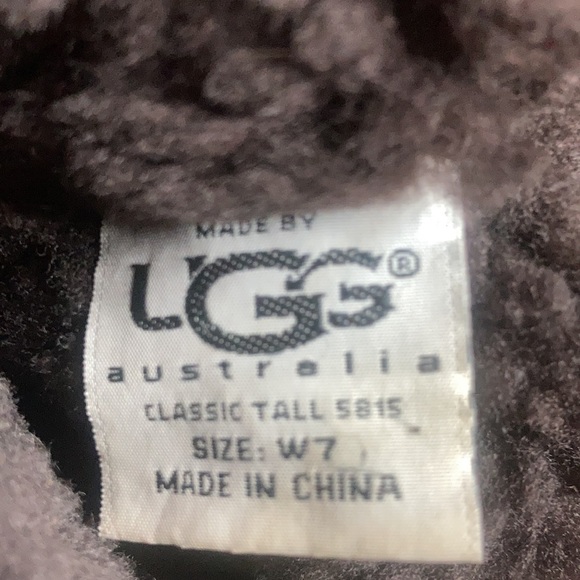 MADE BY
UGG®
australia
CLASSIC TALL 5815
SIZE: W7
MADE IN CHINA